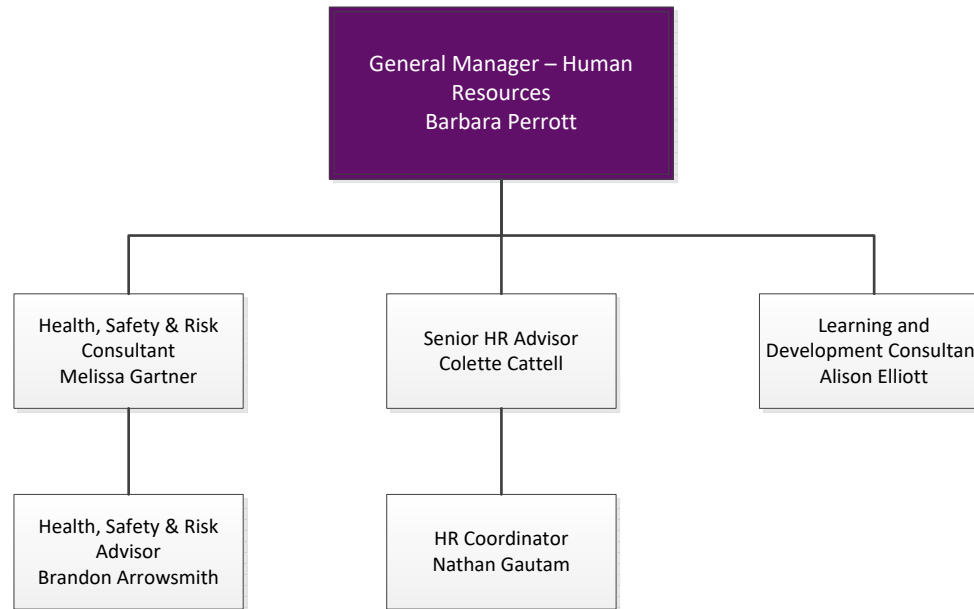 General Manager – Human
Resources
Barbara Perrott
Health, Safety & Risk
Consultant
Melissa Gartner
Senior HR Advisor
Colette Cattell
Learning and
Development Consultan
Alison Elliott
Health, Safety & Risk
Advisor
Brandon Arrowsmith
HR Coordinator
Nathan Gautam